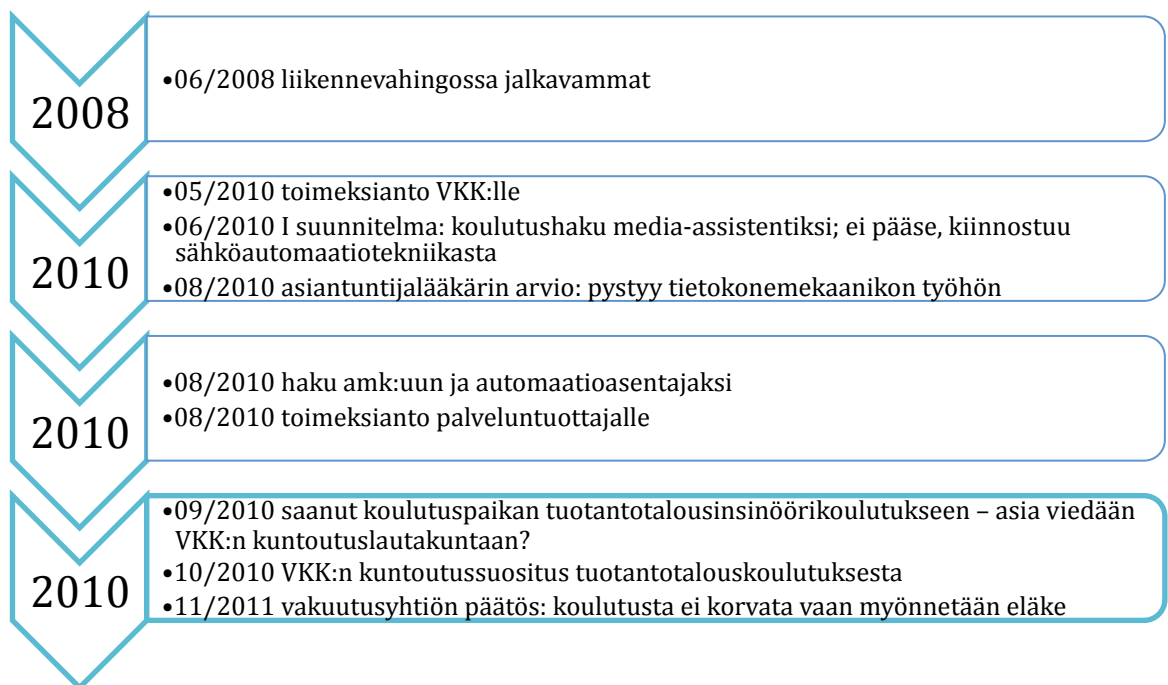 2008
•06/2008 liikennevahingossa jalkavammat
2010
•05/2010 toimeksianto VKK:lle
•06/2010 I suunnitelma: koulutushaku media-assistentiksi; ei pääse, kiinnostuu
sähköautomaatiotekniikasta
•08/2010 asiantuntijalääkärin arvio: pystyy tietokonemekaanikon työhön
2010
•08/2010 haku amk:uun ja automaatioasentajaksi
•08/2010 toimeksianto palveluntuottajalle
2010
•09/2010 saanut koulutuspaikan tuotantotalousinsinöörikoulutukseen – asia viedään
VKK:n kuntoutuslautakuntaan?
•10/2010 VKK:n kuntoutussuositus tuotantotalouskoulutuksesta
•11/2011 vakuutusyhtiön päätös: koulutusta ei korvata vaan myönnetään eläke